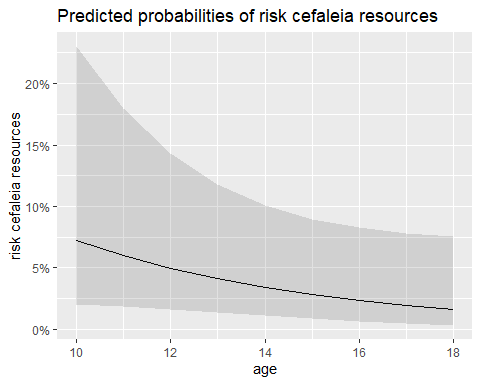 Predicted probabilities of risk cefaleia resources
risk cefaleia resources
20%
15%
10%
5%
0%
10 12 14 16 18
age